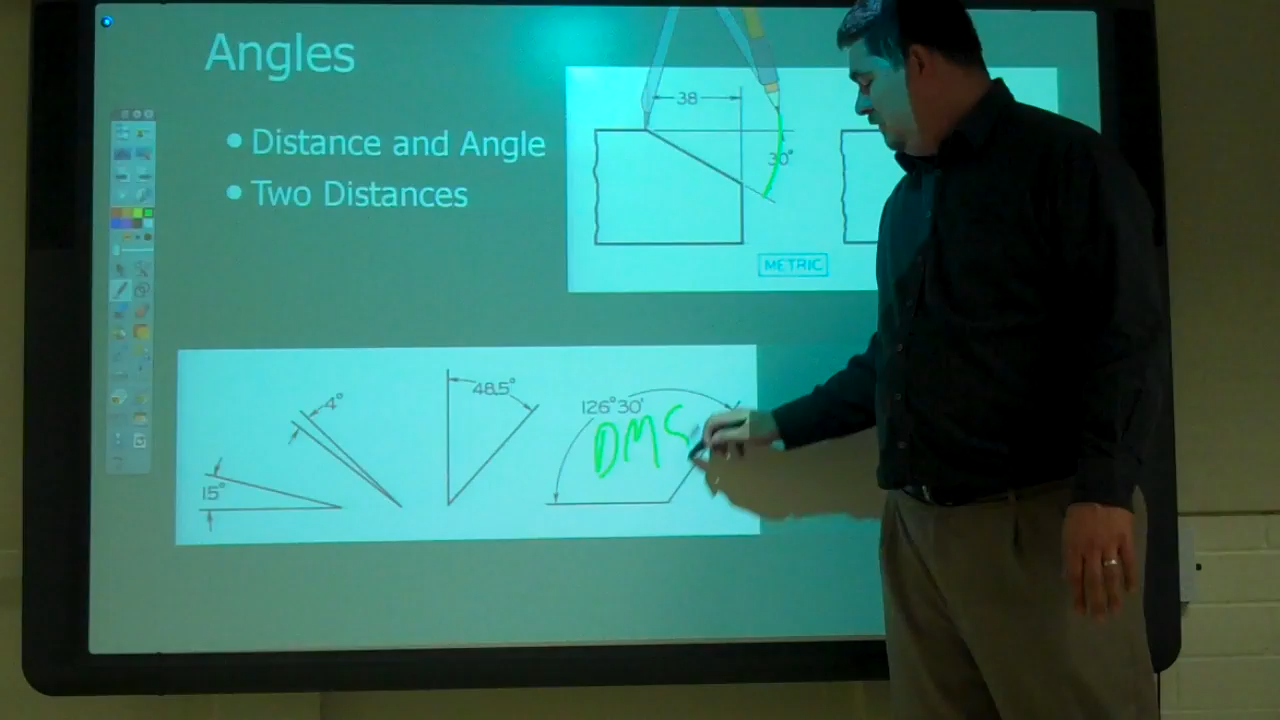 Angles
Distance and Angle
Two Distances
38
30°
METRIC
15°
4°
48.5°
126°30'
DMS